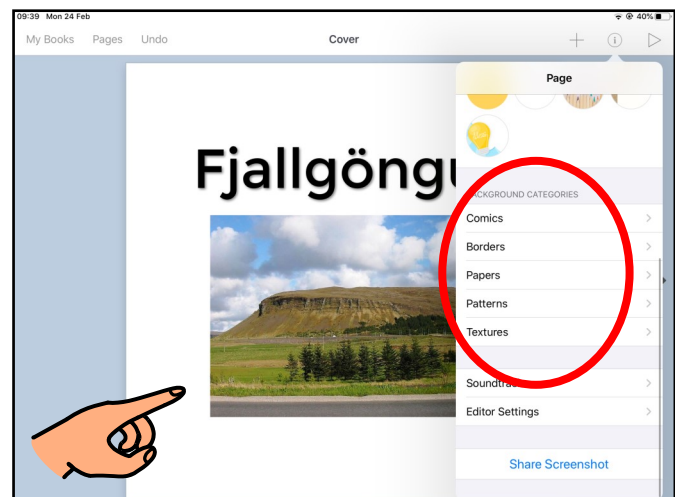 09:39 Mon 24 Feb
40%
My Books Pages Undo Cover
Page
BACKGROUND CATEGORIES
Comics
Borders
Papers
Patterns
Textures
Editor Settings
Share Screenshot